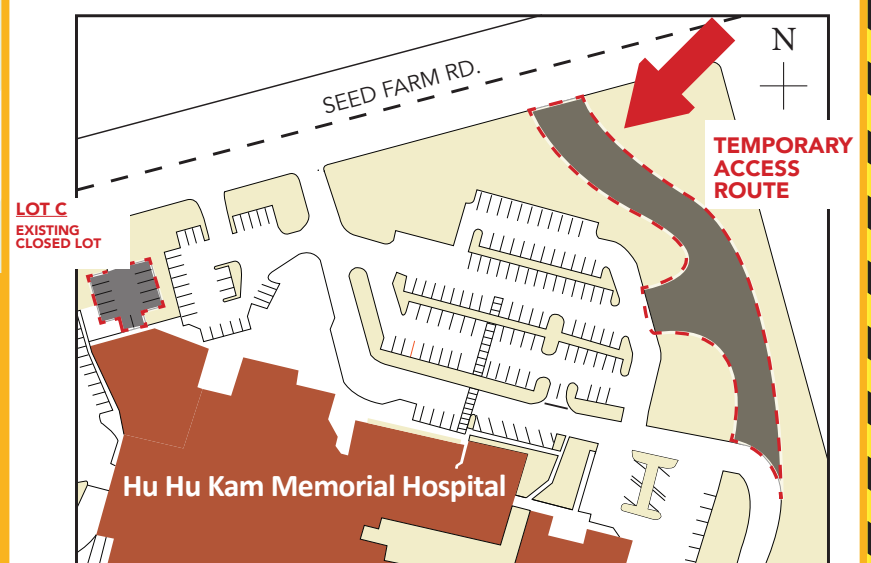 SEED FARM RD.
N
TEMPORARY
ACCESS
ROUTE
LOT C
EXISTING
CLOSED LOT
Hu Hu Kam Memorial Hospital